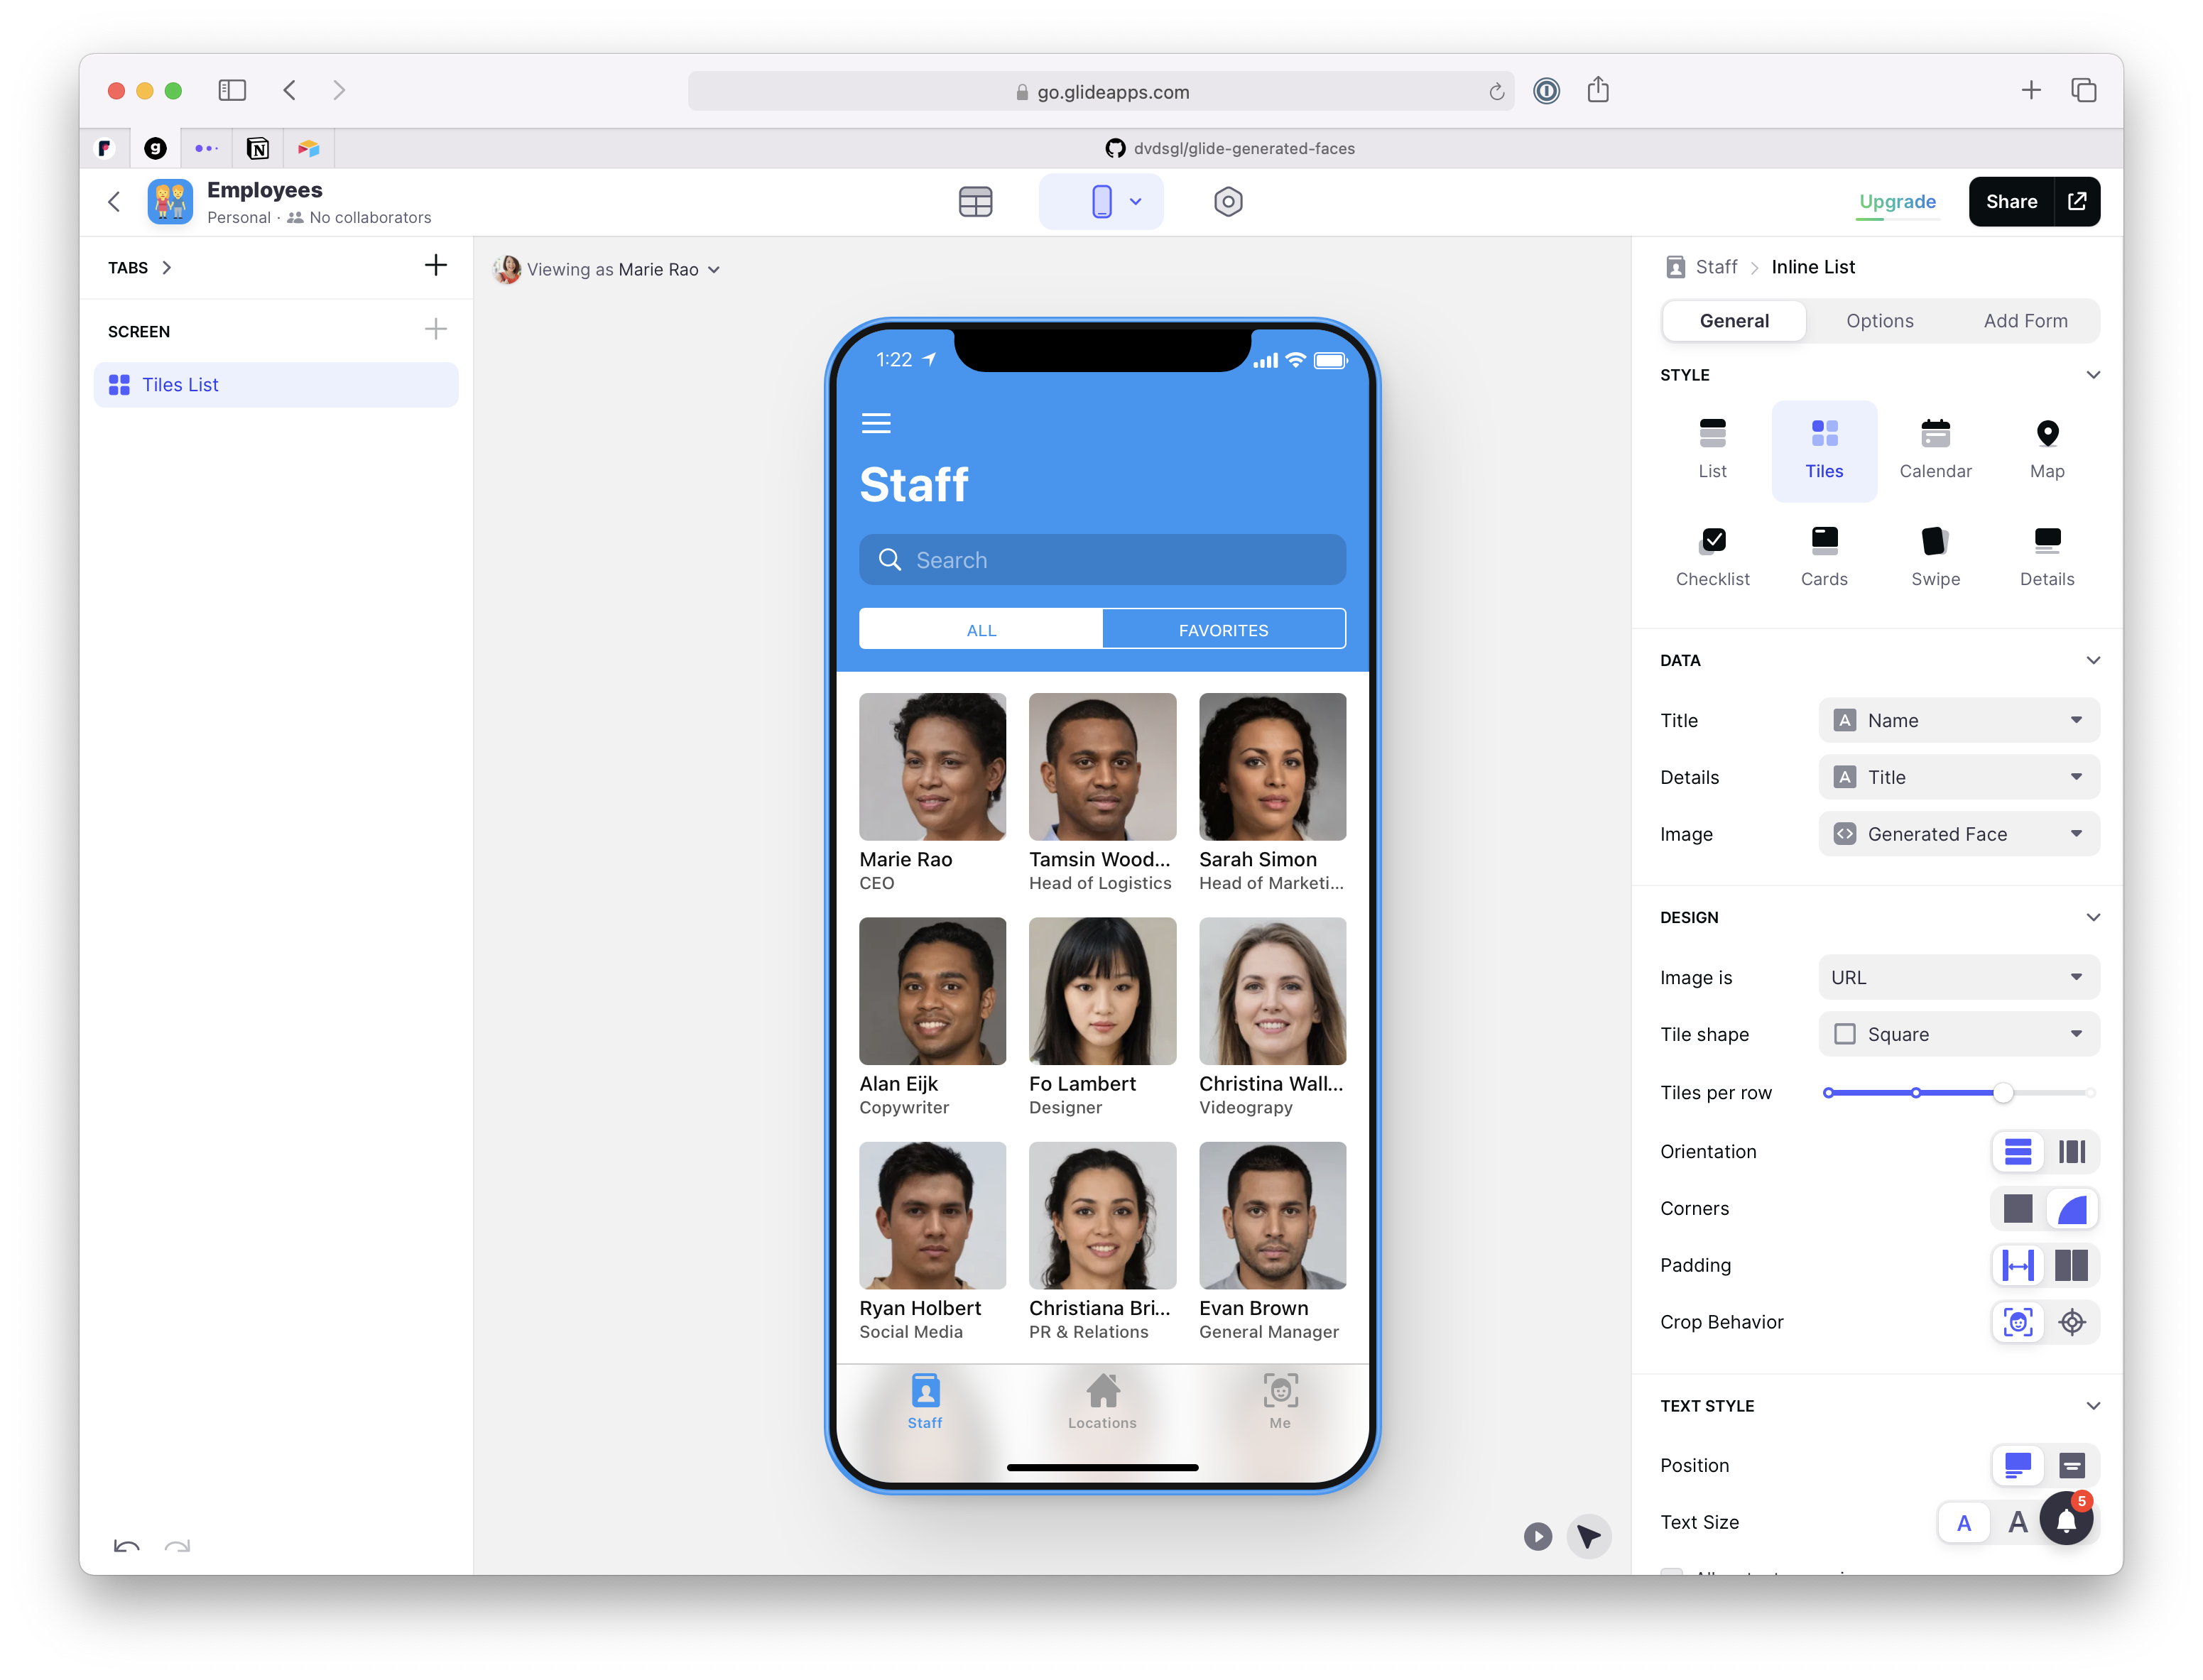 go.glideapps.com
dvdsgl/glide-generated-faces
Employees
Personal · No collaborators
Upgrade
Share
TABS
SCREEN
Tiles List
Viewing as Marie Rao
1:22
Staff
Search
ALL
FAVORITES
Marie Rao
CEO
Tamsin Wood...
Head of Logistics
Sarah Simon
Head of Marketi...
Alan Eijk
Copywriter
Fo Lambert
Designer
Christina Wall...
Videograpy
Ryan Holbert
Social Media
Christiana Bri...
PR & Relations
Evan Brown
General Manager
Staff
Locations
Me
Staff
Inline List
General
Options
Add Form
STYLE
List
Tiles
Calendar
Map
Checklist
Cards
Swipe
Details
DATA
Title
A Name
Details
A Title
Image
Generated Face
DESIGN
Image is
URL
Tile shape
Square
Tiles per row
Orientation
Corners
Padding
Crop Behavior
TEXT STYLE
Position
Text Size
A
A
5